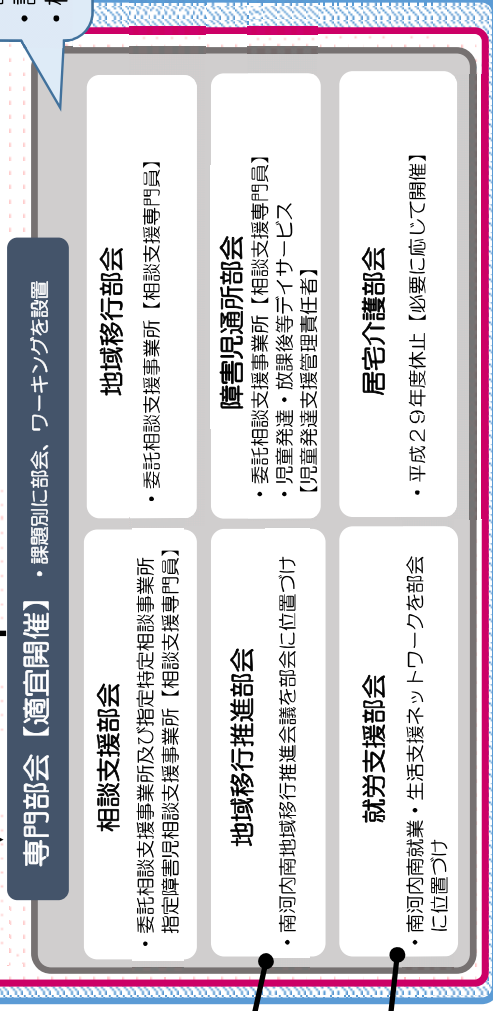 専門部会【適宜開催】 ・課題別に部会、ワーキングを設置
相談支援部会
・委託相談支援事業所及び指定特定相談事業所
指定障害児相談支援事業所【相談支援専門員】
地域移行部会
・委託相談支援事業所【相談支援専門員】
地域移行推進部会
・南河内南地域移行推進会議を部会に位置づけ
障害児通所部会
・委託相談支援事業所【相談支援専門員】
・児童発達・放課後等デイサービス
【児童発達支援管理責任者】
就労支援部会
・南河内南就業・生活支援ネットワークを部会
に位置づけ
居宅介護部会
・平成29年度休止【必要に応じて開催】